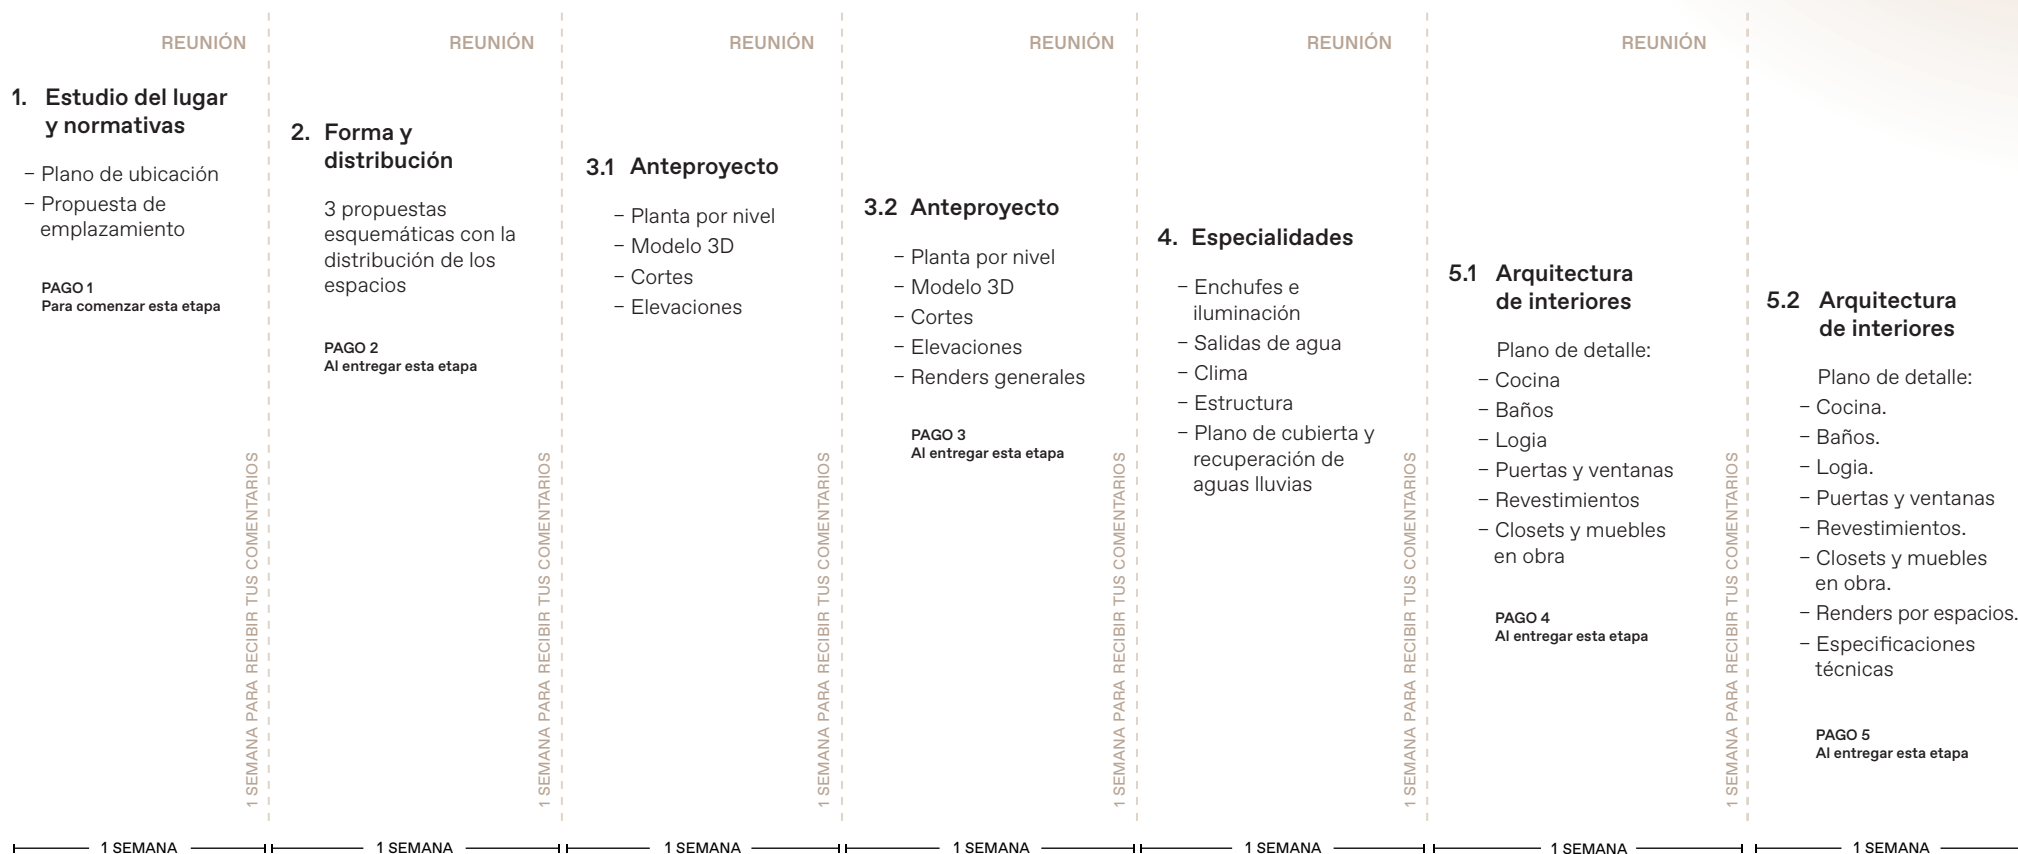 REUNIÓN
1. Estudio del lugar
y normativas
– Plano de ubicación
– Propuesta de
emplazamiento
PAGO 1
Para comenzar esta etapa
1 SEMANA PARA RECIBIR TUS COMENTARIOS
1 SEMANA
REUNIÓN
2. Forma y
distribución
3 propuestas
esquemáticas con la
distribución de los
espacios
PAGO 2
Al entregar esta etapa
1 SEMANA PARA RECIBIR TUS COMENTARIOS
1 SEMANA
REUNIÓN
3.1 Anteproyecto
– Planta por nivel
– Modelo 3D
– Cortes
– Elevaciones
1 SEMANA PARA RECIBIR TUS COMENTARIOS
1 SEMANA
REUNIÓN
3.2 Anteproyecto
– Planta por nivel
– Modelo 3D
– Cortes
– Elevaciones
– Renders generales
PAGO 3
Al entregar esta etapa
1 SEMANA PARA RECIBIR TUS COMENTARIOS
1 SEMANA
REUNIÓN
4. Especialidades
– Enchufes e
iluminación
– Salidas de agua
– Clima
– Estructura
– Plano de cubierta y
recuperación de
aguas lluvias
1 SEMANA PARA RECIBIR TUS COMENTARIOS
1 SEMANA
REUNIÓN
5.1 Arquitectura
de interiores
Plano de detalle:
– Cocina
– Baños
– Logia
– Puertas y ventanas
– Revestimientos
– Closets y muebles
en obra
PAGO 4
Al entregar esta etapa
1 SEMANA PARA RECIBIR TUS COMENTARIOS
1 SEMANA
5.2 Arquitectura
de interiores
Plano de detalle:
– Cocina.
– Baños.
– Logia.
– Puertas y ventanas
– Revestimientos.
– Closets y muebles
en obra.
– Renders por espacios.
– Especificaciones
técnicas
PAGO 5
Al entregar esta etapa
1 SEMANA